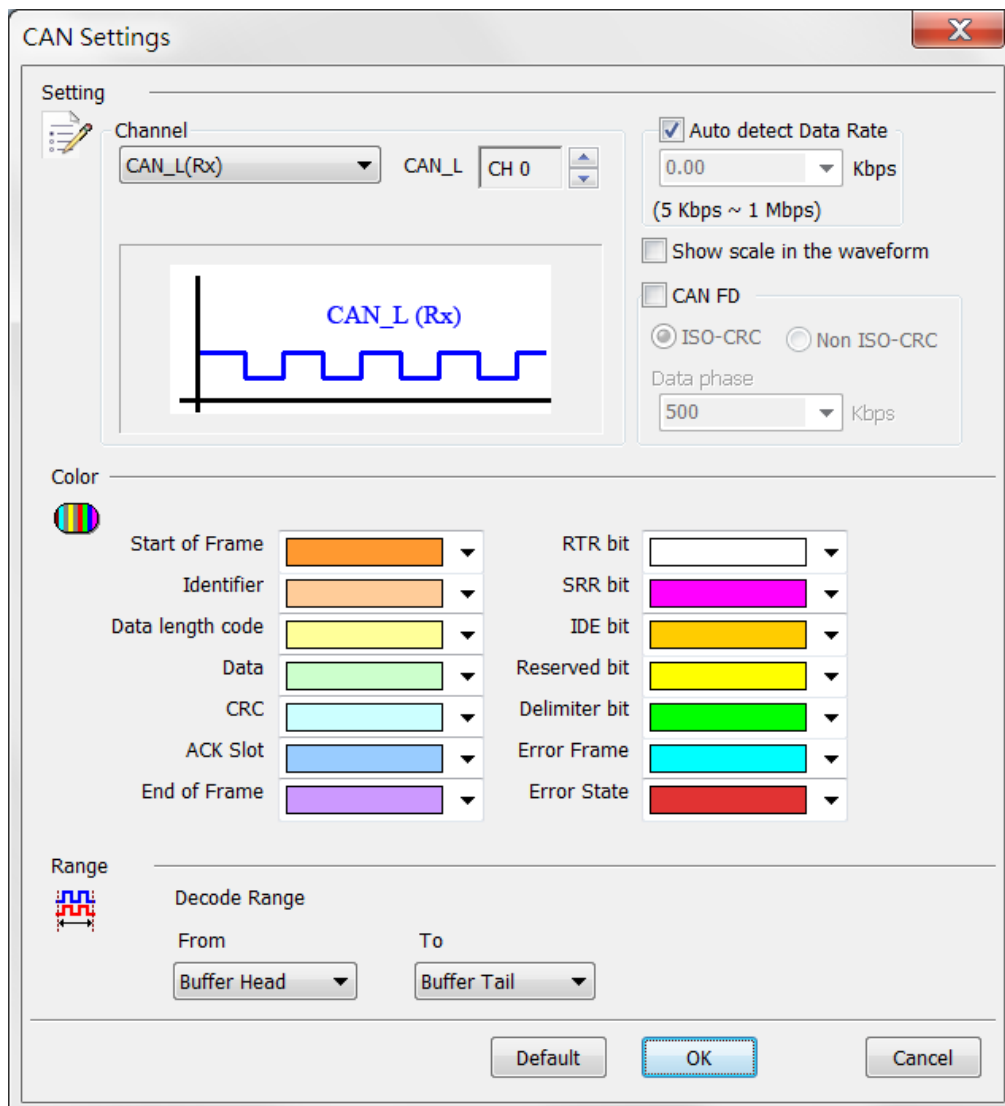 CAN Settings
Setting
Channel
CAN_L(Rx)
CAN_L
CH 0
Auto detect Data Rate
0.00
Kbps
(5 Kbps ~ 1 Mbps)
Show scale in the waveform
CAN_L (Rx)
CAN FD
ISO-CRC
Non ISO-CRC
Data phase
500
Kbps
Color
Start of Frame
RTR bit
Identifier
SRR bit
Data length code
IDE bit
Data
Reserved bit
CRC
Delimiter bit
ACK Slot
Error Frame
End of Frame
Error State
Range
Decode Range
From
To
Buffer Head
Buffer Tail
Default
OK
Cancel